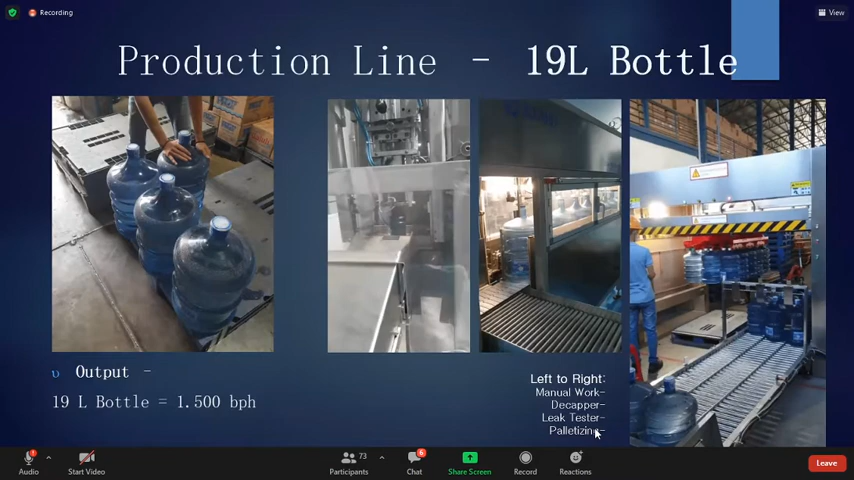 Recording
View
Production Line - 19L Bottle
υ Output -
19 L Bottle = 1.500 bph
Left to Right:
Manual Work-
Decapper-
Leak Tester-
Palletizing-
Audio
Start Video
73
Participants
6
Chat
Share Screen
Record
Reactions
Leave